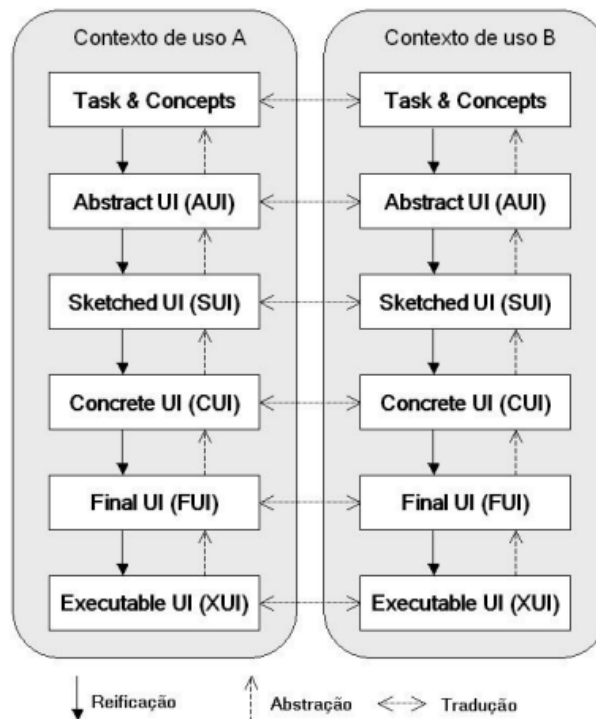 Contexto de uso A
Contexto de uso B
Task & Concepts
Task & Concepts
Abstract UI (AUI)
Abstract UI (AUI)
Sketched UI (SUI)
Sketched UI (SUI)
Concrete UI (CUI)
Concrete UI (CUI)
Final UI (FUI)
Final UI (FUI)
Executable UI (XUI)
Executable UI (XUI)
Reificação
Abstração
Tradução